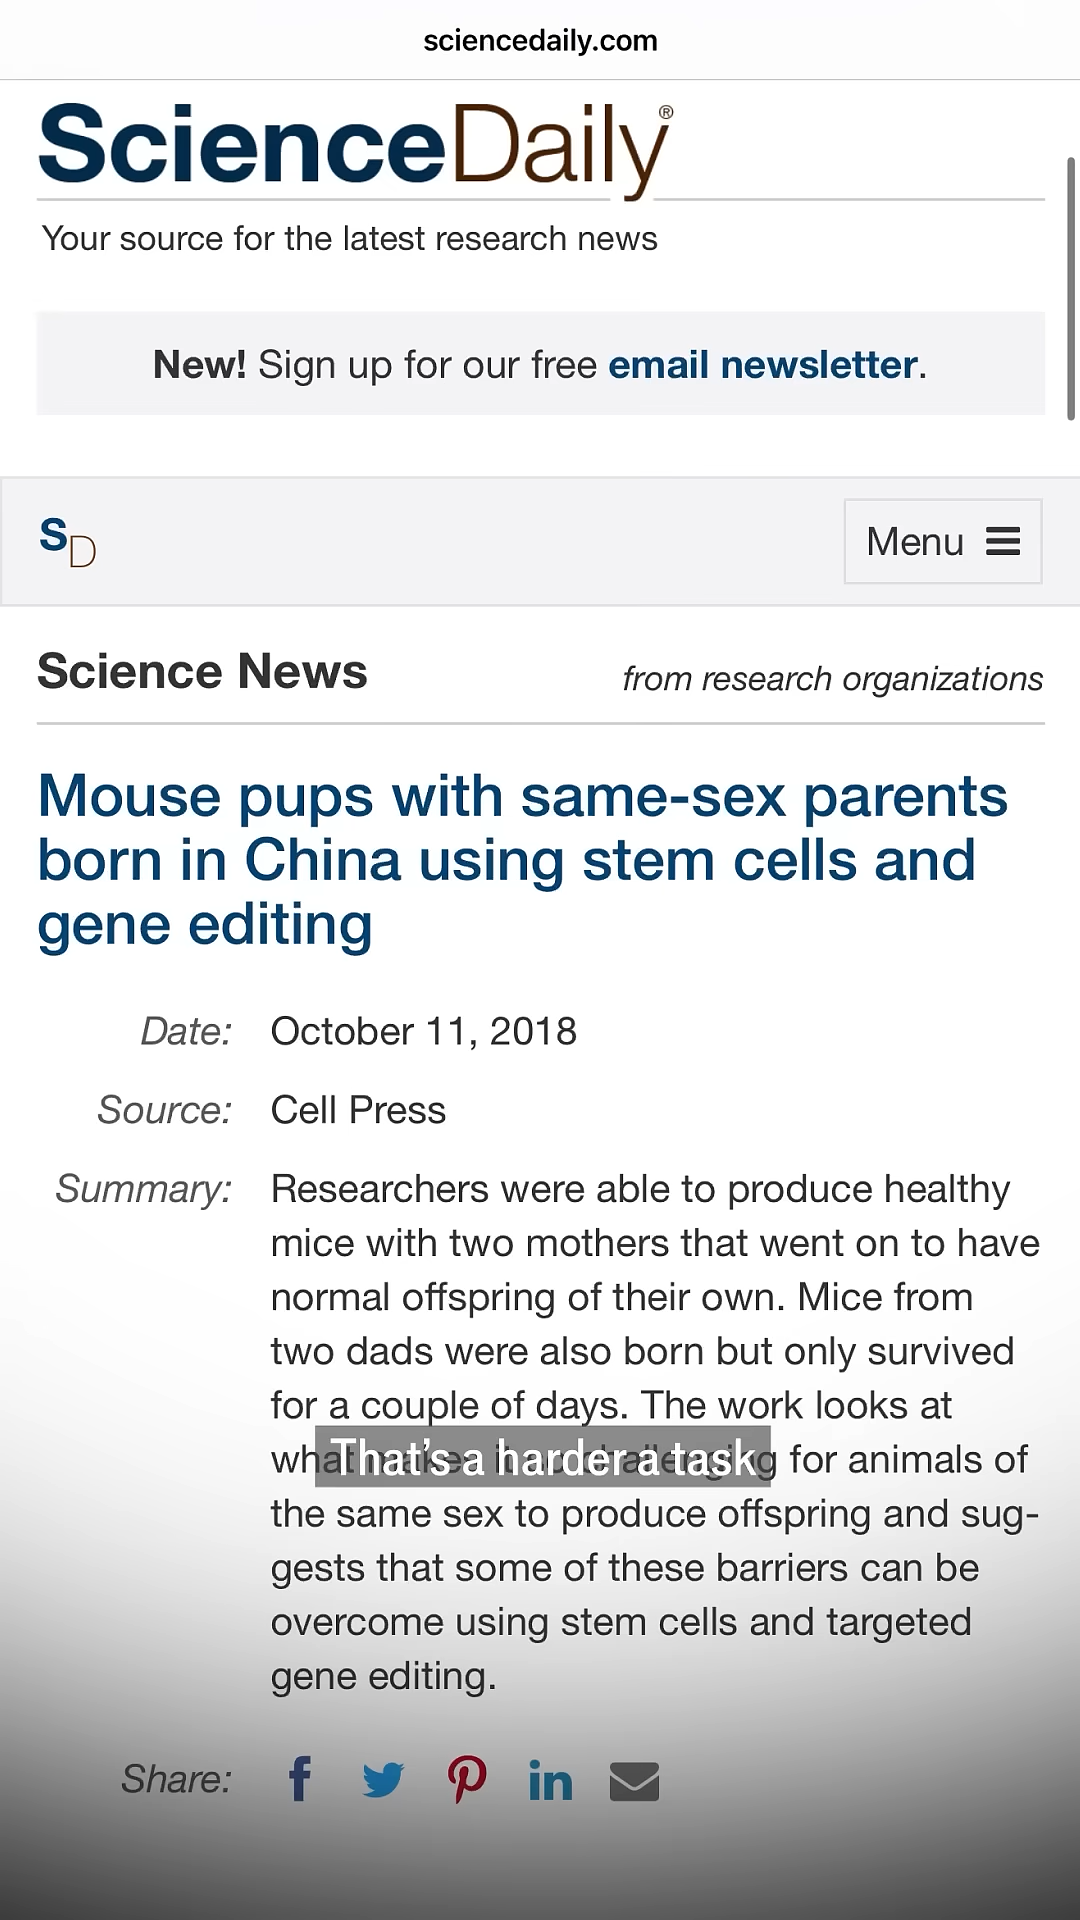 sciencedaily.com
ScienceDaily®
Your source for the latest research news
New! Sign up for our free email newsletter.
SD
Menu
Science News
from research organizations
Mouse pups with same-sex parents
born in China using stem cells and
gene editing
Date: October 11, 2018
Source: Cell Press
Summary: Researchers were able to produce healthy
mice with two mothers that went on to have
normal offspring of their own. Mice from
two dads were also born but only survived
for a couple of days. The work looks at
what makes it so challenging for animals of
That's a harder a task
the same sex to produce offspring and sug-
gests that some of these barriers can be
overcome using stem cells and targeted
gene editing.
Share: